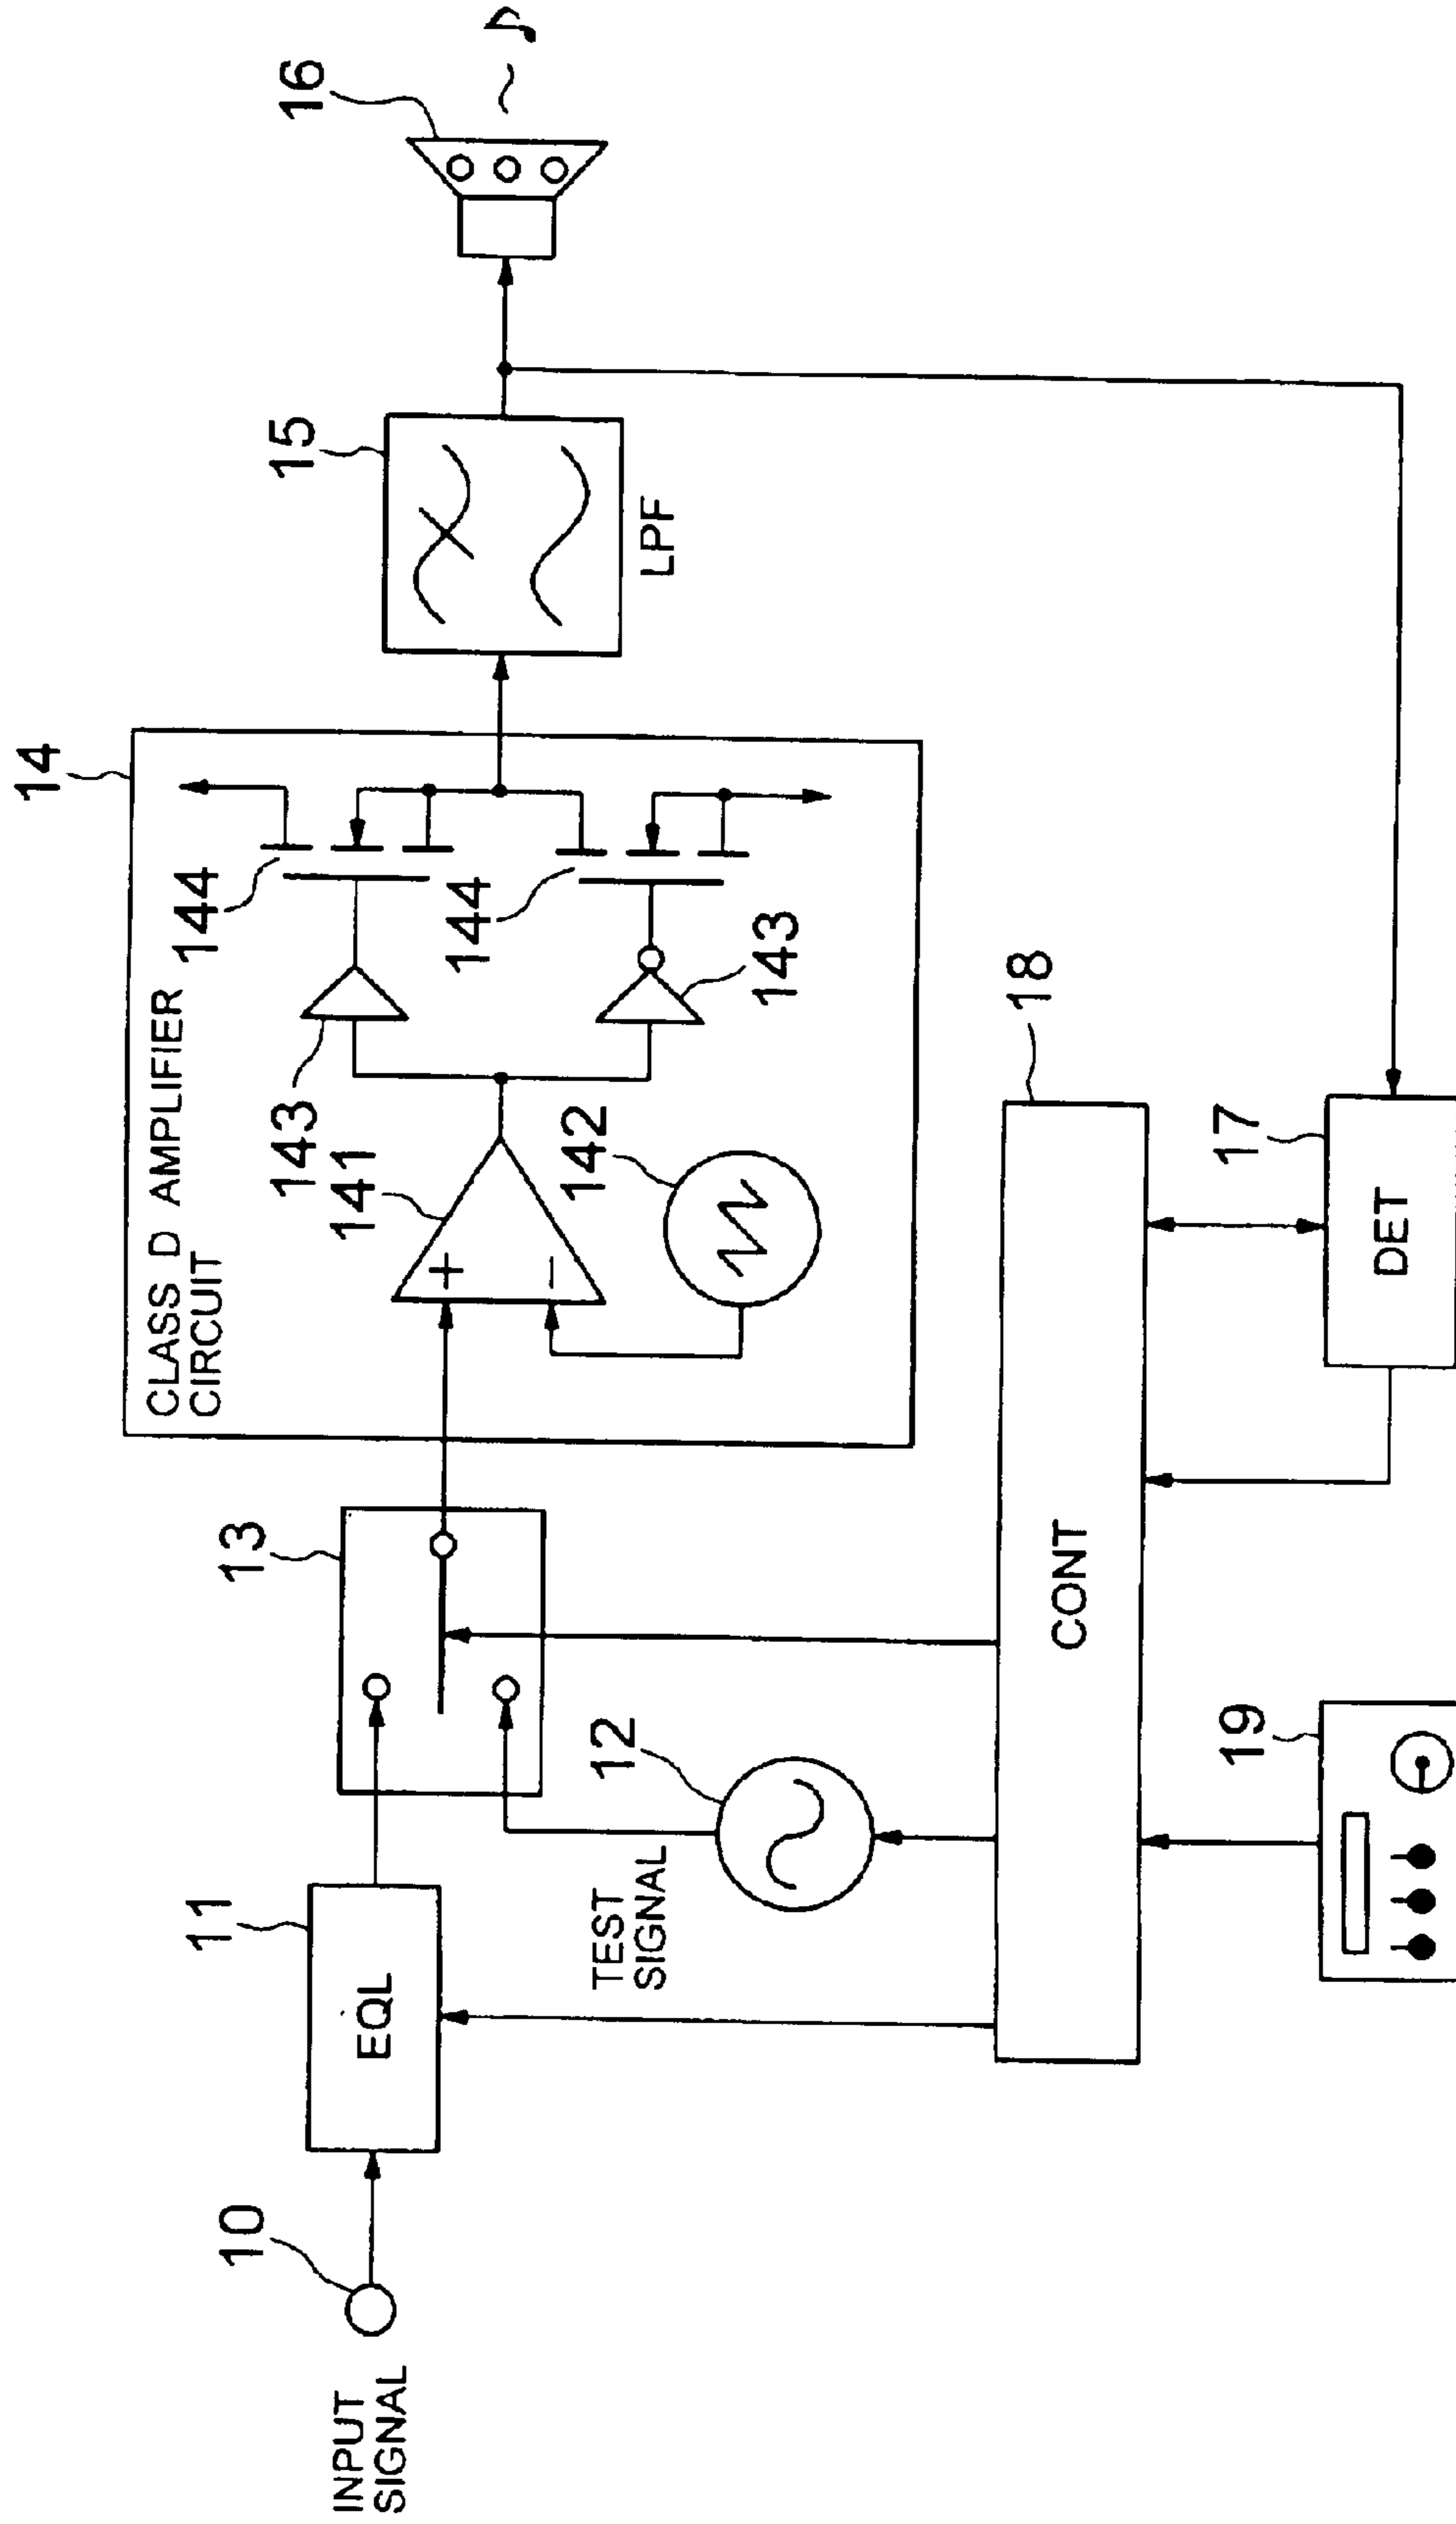 14
CLASS D AMPLIFIER
CIRCUIT
16
15
LPF
144
144
143
143
141
142
+
−
13
11
EQL
12
TEST
SIGNAL
10
INPUT
SIGNAL
18
CONT
17
DET
19